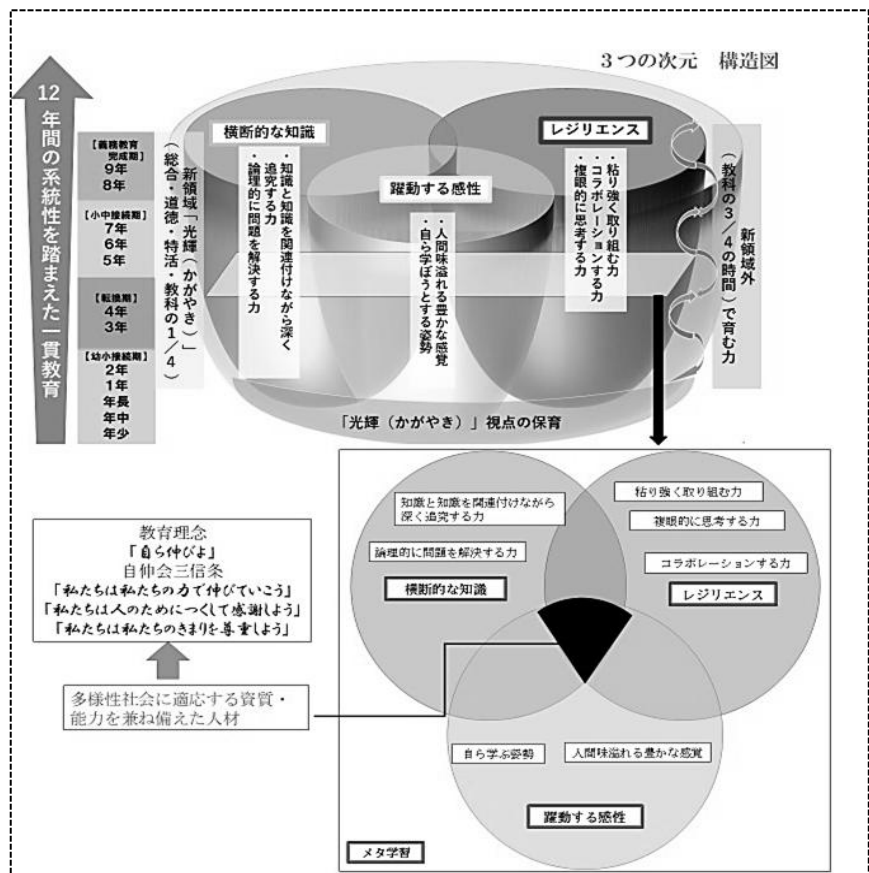 3つの次元 構造図
12年間の系統性を踏まえた一貫教育
【義務教育
完成期】
9年
8年
【小中接続期】
7年
6年
5年
【転換期】
4年
3年
【幼小接続期】
2年
1年
年長
年中
年少
新領域「光輝(かがやき)」
(総合・道徳・特活・教科の1/4)
横断的な知識
・知識と知識を関連付けながら深く
追究する力
・論理的に問題を解決する力
躍動する感性
・人間味溢れる豊かな感覚
・自ら学ぼうとする姿勢
レジリエンス
・粘り強く取り組む力
・コラボレーションする力
・複眼的に思考する力
新領域外
(教科の3/4の時間)で育む力
「光輝(かがやき)」視点の保育
知識と知識を関連付けながら
深く追究する力
論理的に問題を解決する力
横断的な知識
粘り強く取り組む力
複眼的に思考する力
コラボレーションする力
レジリエンス
自ら学ぶ姿勢
人間味溢れる豊かな感覚
躍動する感性
メタ学習
教育理念
「自ら伸びよ」
自伸会三信条
「私たちは私たちの力で伸びていこう」
「私たちは人のためにつくして感謝しよう」
「私たちは私たちのきまりを尊重しよう」
多様性社会に適応する資質・
能力を兼ね備えた人材